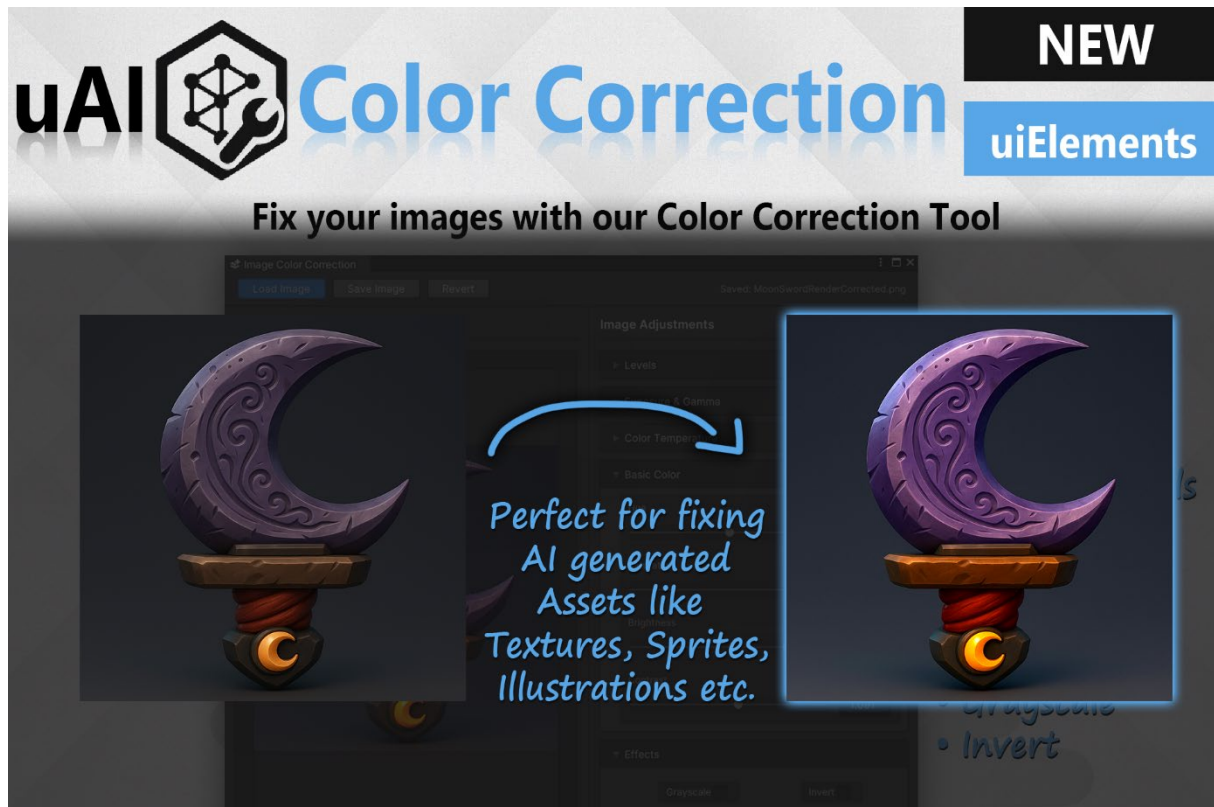 uAI Color Correction
NEW
uiElements
Fix your images with our Color Correction Tool
Image Color Correction
Load Image Save Image Revert
Saved: MoonSwordRenderCorrected.png
Image Adjustments
Levels
& Gamma
Color
Basic Color
Perfect for fixing
AI generated
Assets like
Textures, Sprites,
Illustrations etc.
Brightness
• Grayscale
• Invert
Effects
Grayscale Invert